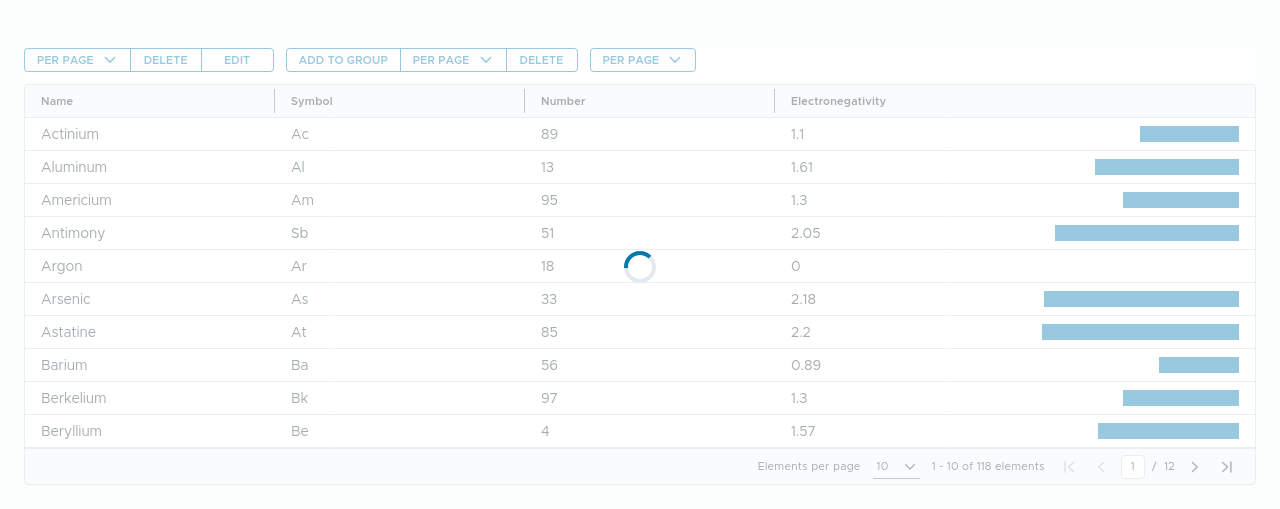 PER PAGE DELETE EDIT ADD TO GROUP PER PAGE DELETE PER PAGE
Name Symbol Number Electronegativity
Actinium Ac 89 1.1
Aluminum Al 13 1.61
Americium Am 95 1.3
Antimony Sb 51 2.05
Argon Ar 18 0
Arsenic As 33 2.18
Astatine At 85 2.2
Barium Ba 56 0.89
Berkelium Bk 97 1.3
Beryllium Be 4 1.57
Elements per page 10 1 - 10 of 118 elements 1 / 12